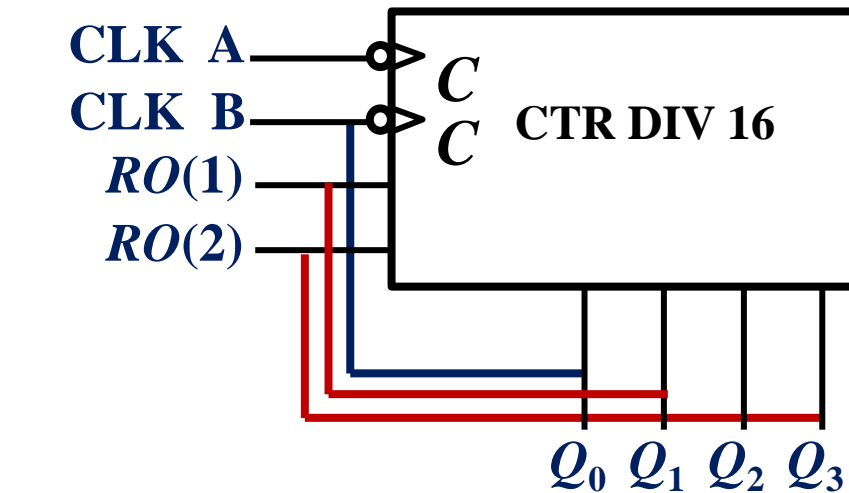 CLK A
C
CLK B
C
CTR DIV 16
RO(1)
RO(2)
Q0 Q1 Q2 Q3